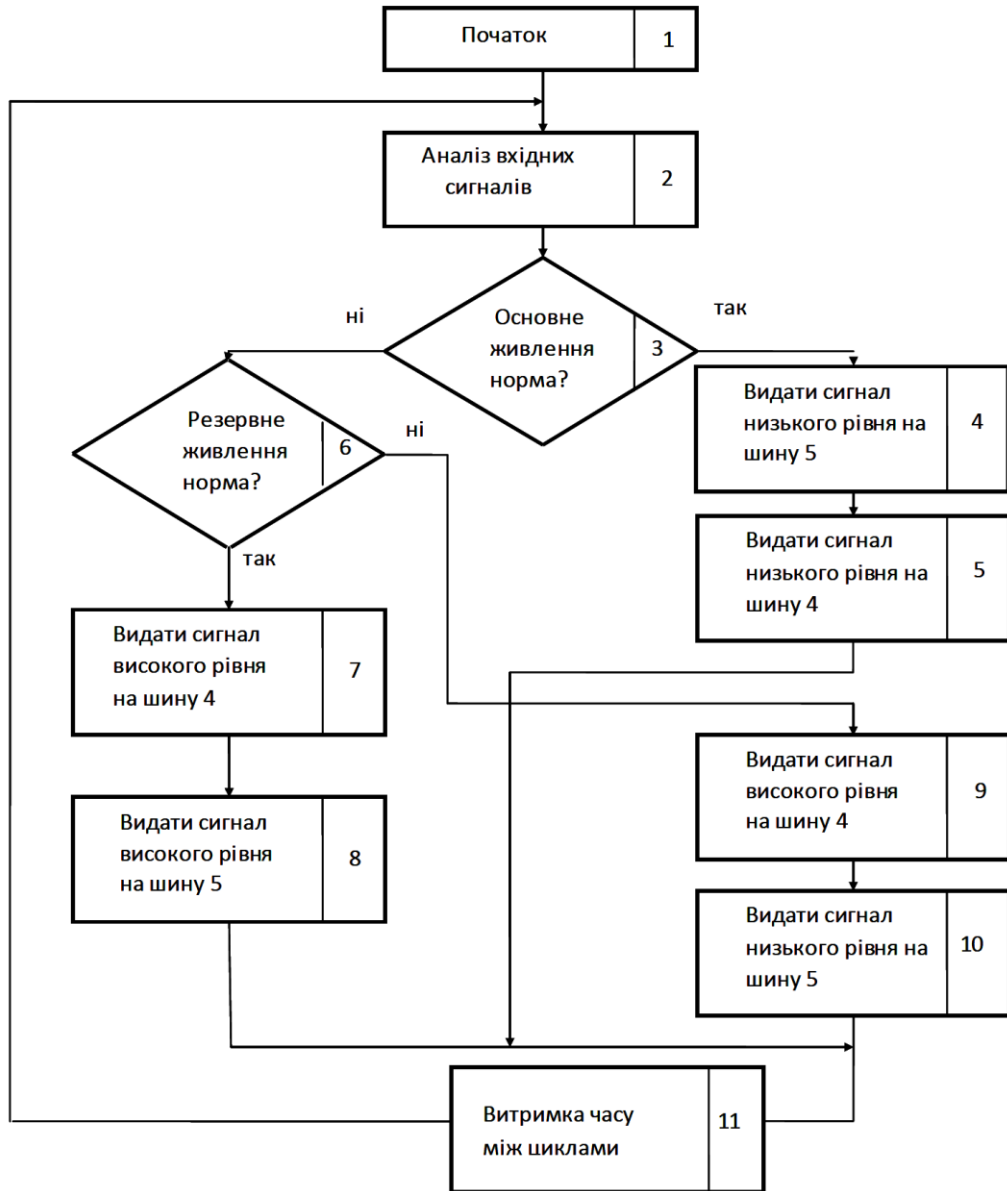 Початок
1
Аналіз вхідних
сигналів
2
ні
так
Основне
живлення
норма?
3
Видати сигнал
низького рівня на
шину 5
4
Резервне
живлення
норма?
6
ні
так
Видати сигнал
низького рівня на
шину 4
5
Видати сигнал
високого рівня
на шину 4
7
Видати сигнал
високого рівня
на шину 4
9
Видати сигнал
високого рівня
на шину 5
8
Видати сигнал
низького рівня на
шину 5
10
Витримка часу
між циклами
11